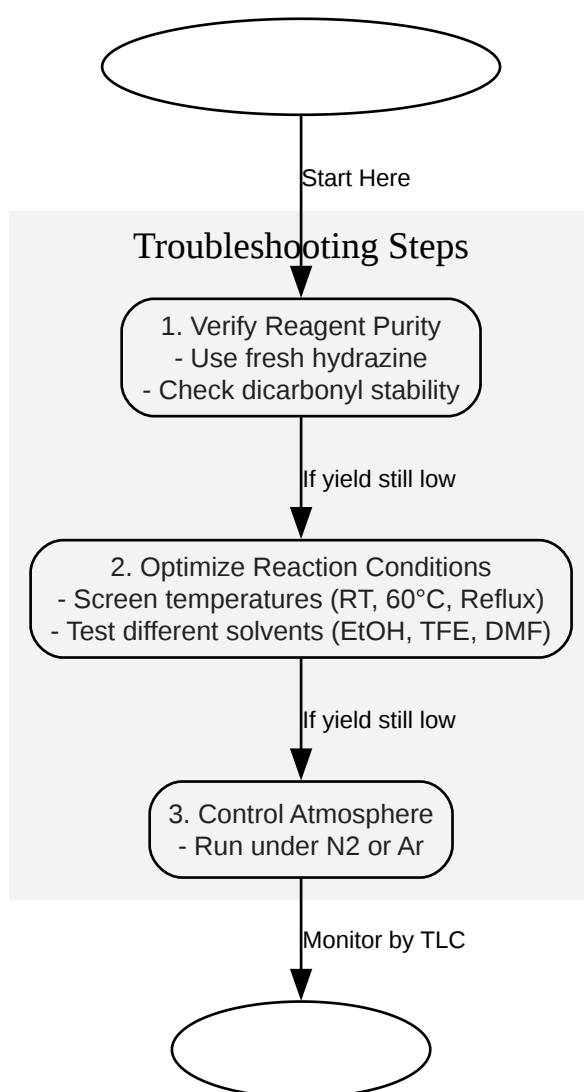 Start Here
Troubleshooting Steps
1. Verify Reagent Purity
- Use fresh hydrazine
- Check dicarbonyl stability
If yield still low
2. Optimize Reaction Conditions
- Screen temperatures (RT, 60°C, Reflux)
- Test different solvents (EtOH, TFE, DMF)
If yield still low
3. Control Atmosphere
- Run under N2 or Ar
Monitor by TLC